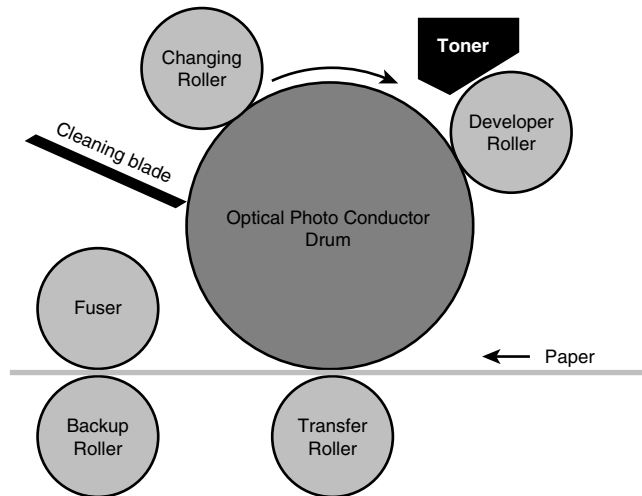 Changing
Roller
Toner
Developer
Roller
Cleaning blade
Optical Photo Conductor
Drum
Fuser
Paper
Backup
Roller
Transfer
Roller